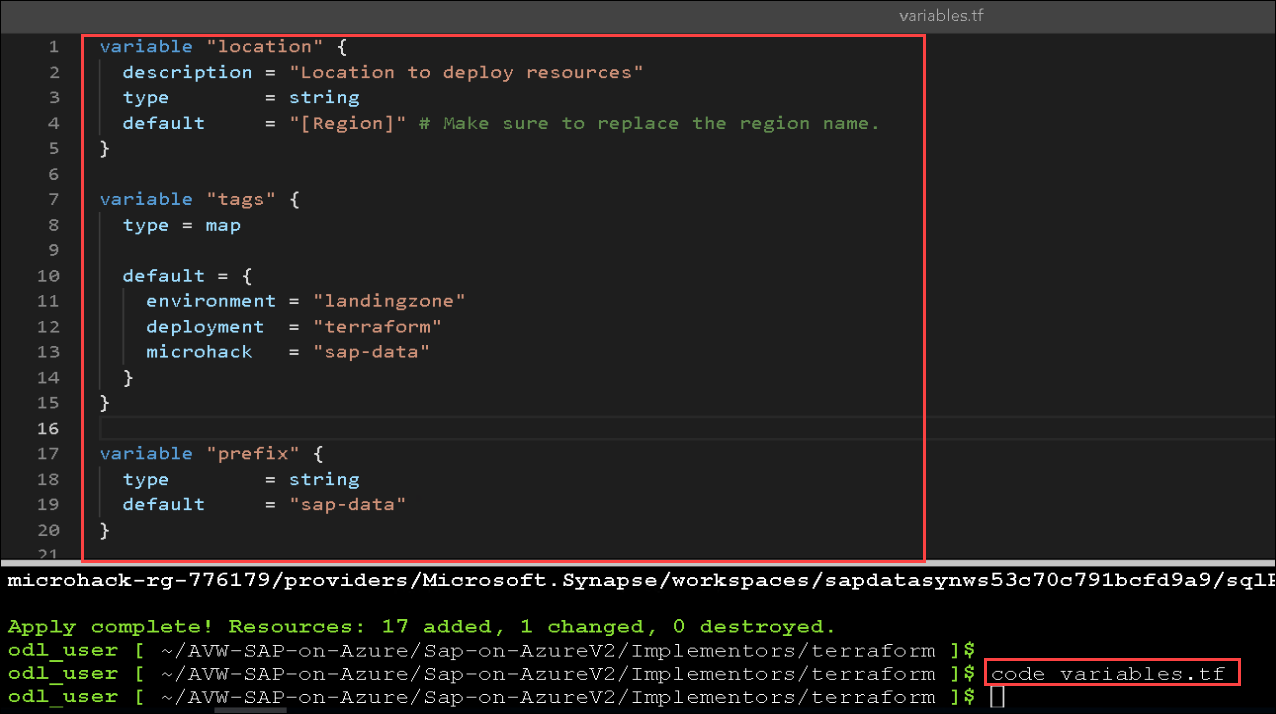 variables.tf
1 variable "location" {
2   description = "Location to deploy resources"
3   type        = string
4   default     = "[Region]" # Make sure to replace the region name.
5 }
6
7 variable "tags" {
8   type = map
9
10   default = {
11     environment = "landingzone"
12     deployment  = "terraform"
13     microhack   = "sap-data"
14   }
15 }
16
17 variable "prefix" {
18   type        = string
19   default     = "sap-data"
20 }
21
microhack-rg-776179/providers/Microsoft.Synapse/workspaces/sapdatasynws53c70c791bcfd9a9/sqlP
Apply complete! Resources: 17 added, 1 changed, 0 destroyed.
odl_user [ ~/AVW-SAP-on-Azure/Sap-on-AzureV2/Implementors/terraform ]$
odl_user [ ~/AVW-SAP-on-Azure/Sap-on-AzureV2/Implementors/terraform ]$ code variables.tf
odl_user [ ~/AVW-SAP-on-Azure/Sap-on-AzureV2/Implementors/terraform ]$